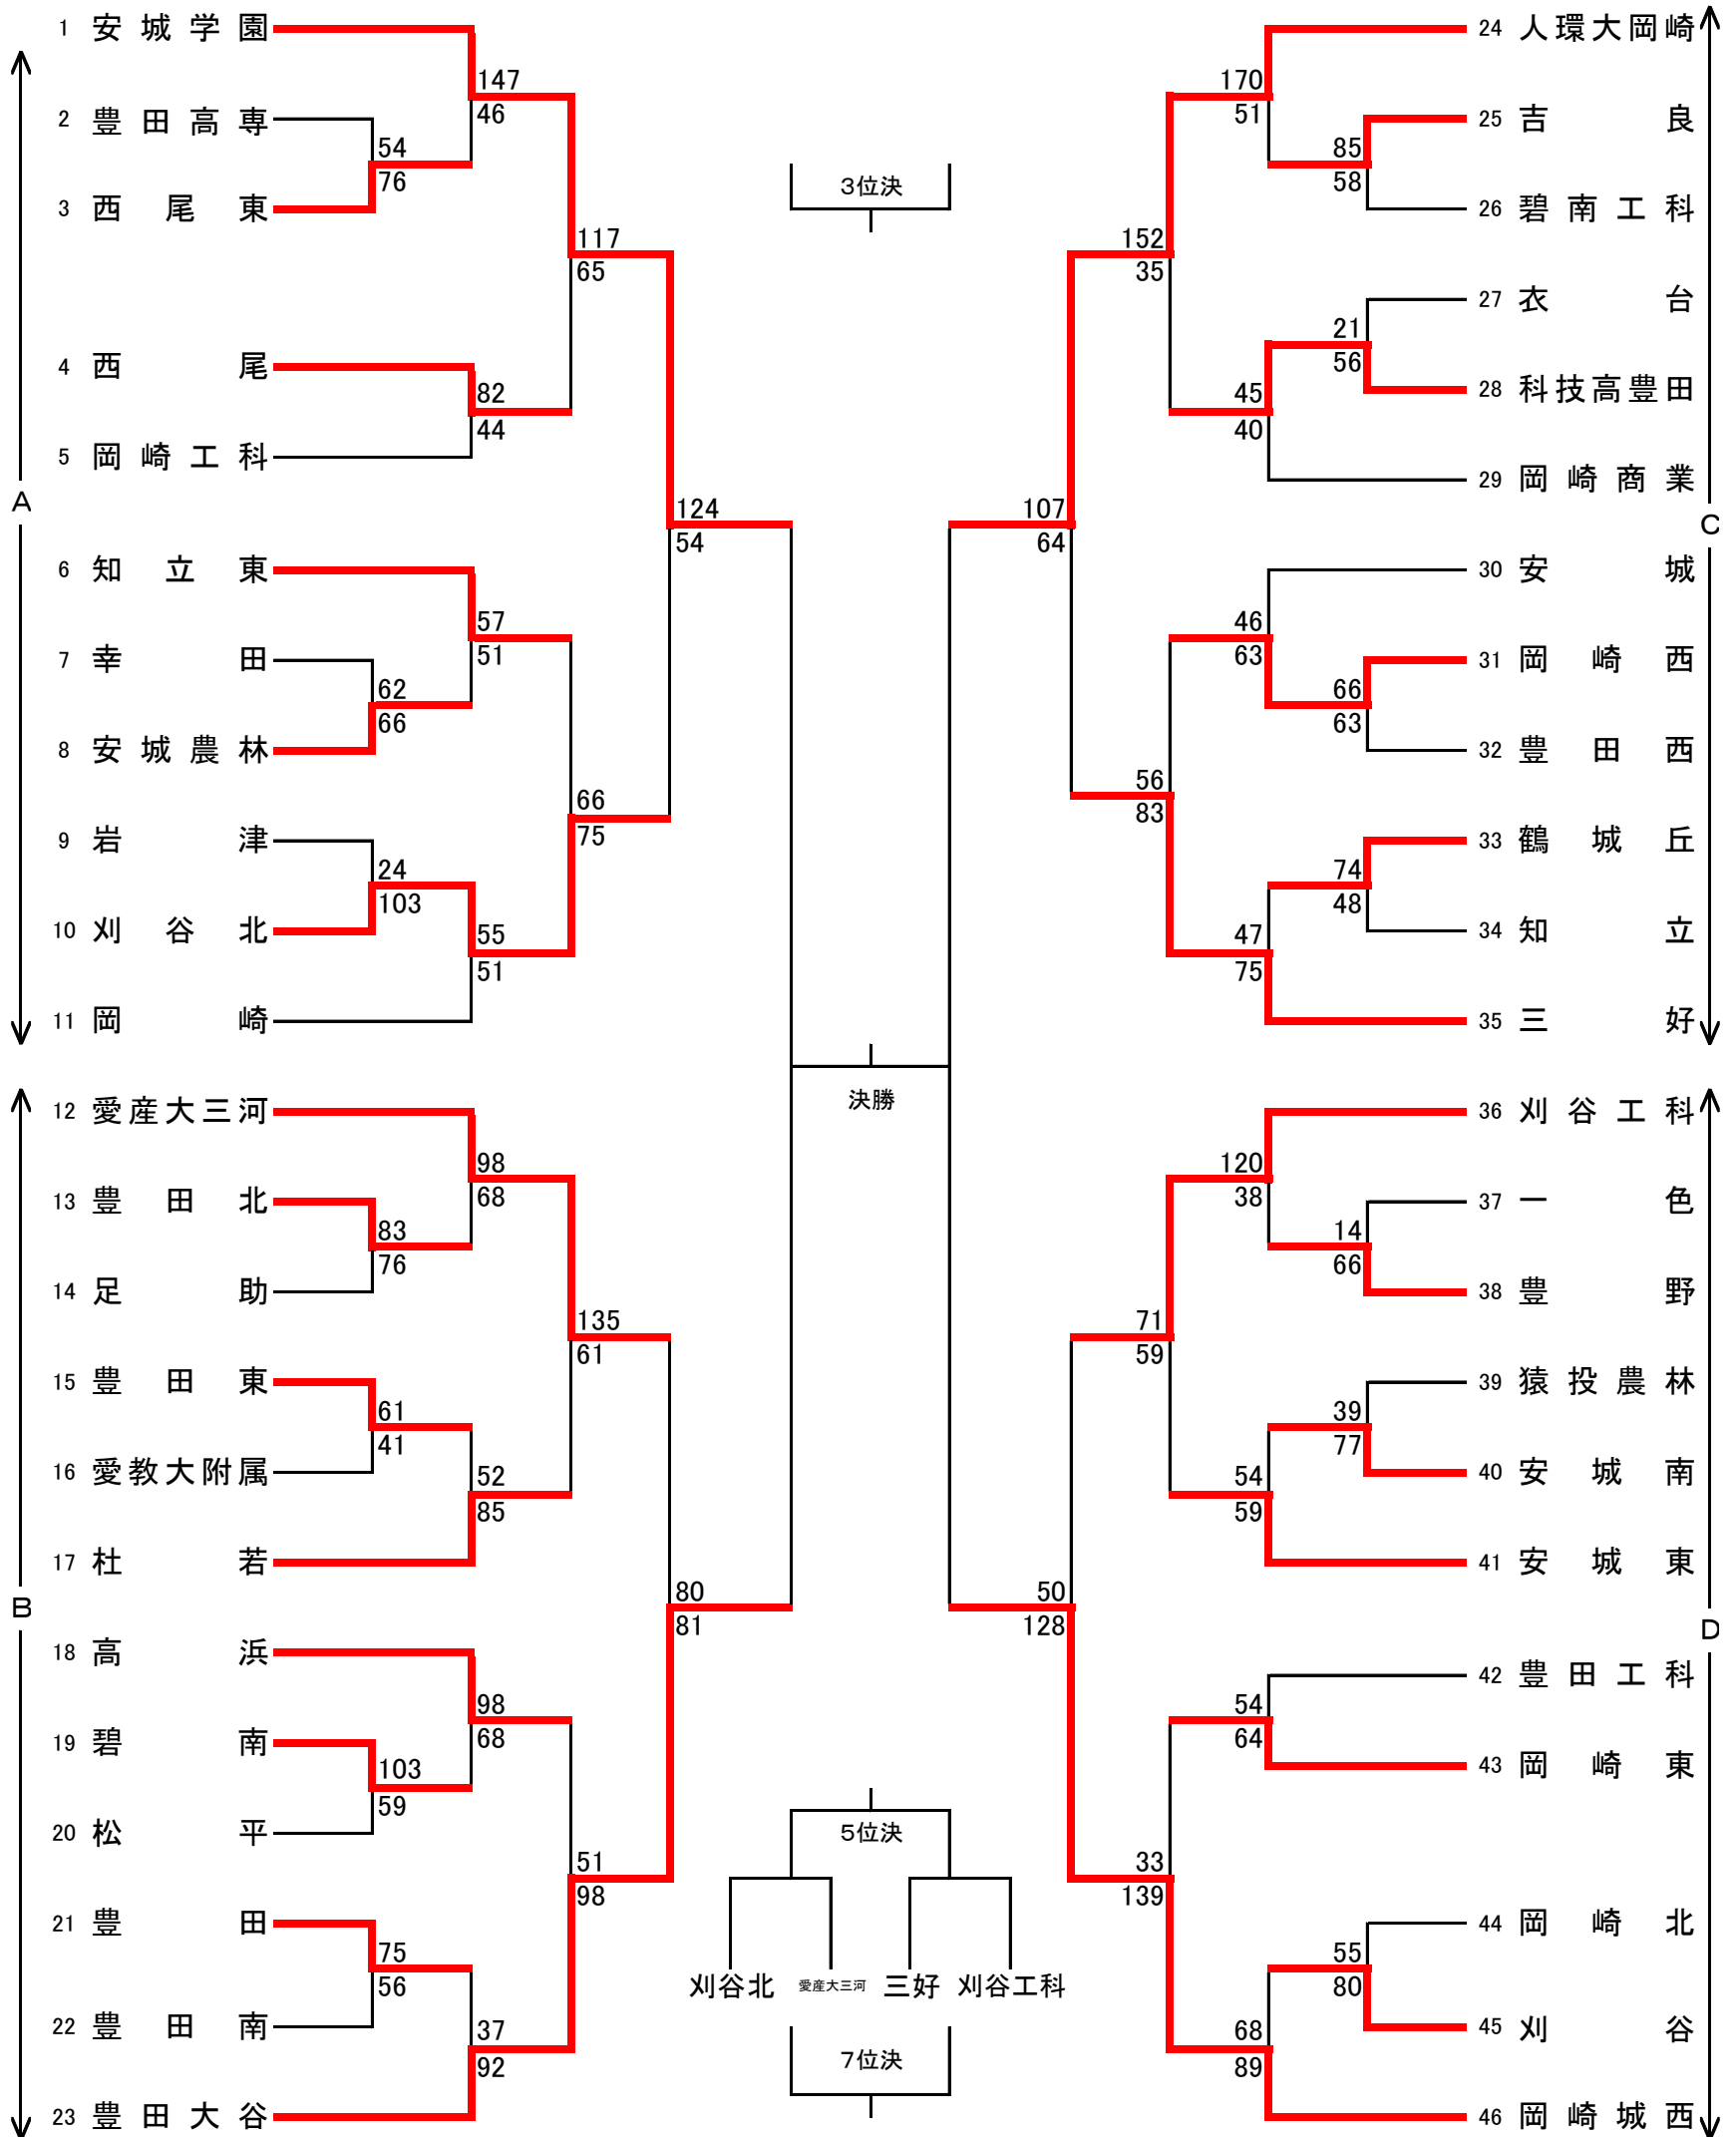 1 安城学園
147
46
2 豊田高専
54
76
3 西尾東
117
65
4 西尾
82
44
5 岡崎工科
A
124
54
6 知立東
57
51
7 幸田
62
66
8 安城農林
66
75
9 岩津
24
103
10 刈谷北
55
51
11 岡崎
12 愛産大三河
98
68
13 豊田北
83
76
14 足助
135
61
15 豊田東
61
41
16 愛教大附属
52
85
17 杜若
B
80
81
18 高浜
98
68
19 碧南
103
59
20 松平
51
98
21 豊田
75
56
22 豊田南
37
92
23 豊田大谷
3位決
決勝
5位決
刈谷北 愛産大三河 三好 刈谷工科
7位決
24 人環大岡崎
170
51
25 吉良
85
58
26 碧南工科
152
35
27 衣台
21
56
28 科技高豊田
45
40
29 岡崎商業
C
107
64
30 安城
46
63
31 岡崎西
66
63
32 豊田西
56
83
33 鶴城丘
74
48
34 知立
47
75
35 三好
36 刈谷工科
120
38
37 一色
14
66
38 豊野
71
59
39 猿投農林
39
77
40 安城南
54
59
41 安城東
D
50
128
42 豊田工科
54
64
43 岡崎東
33
139
44 岡崎北
55
80
45 刈谷
68
89
46 岡崎城西